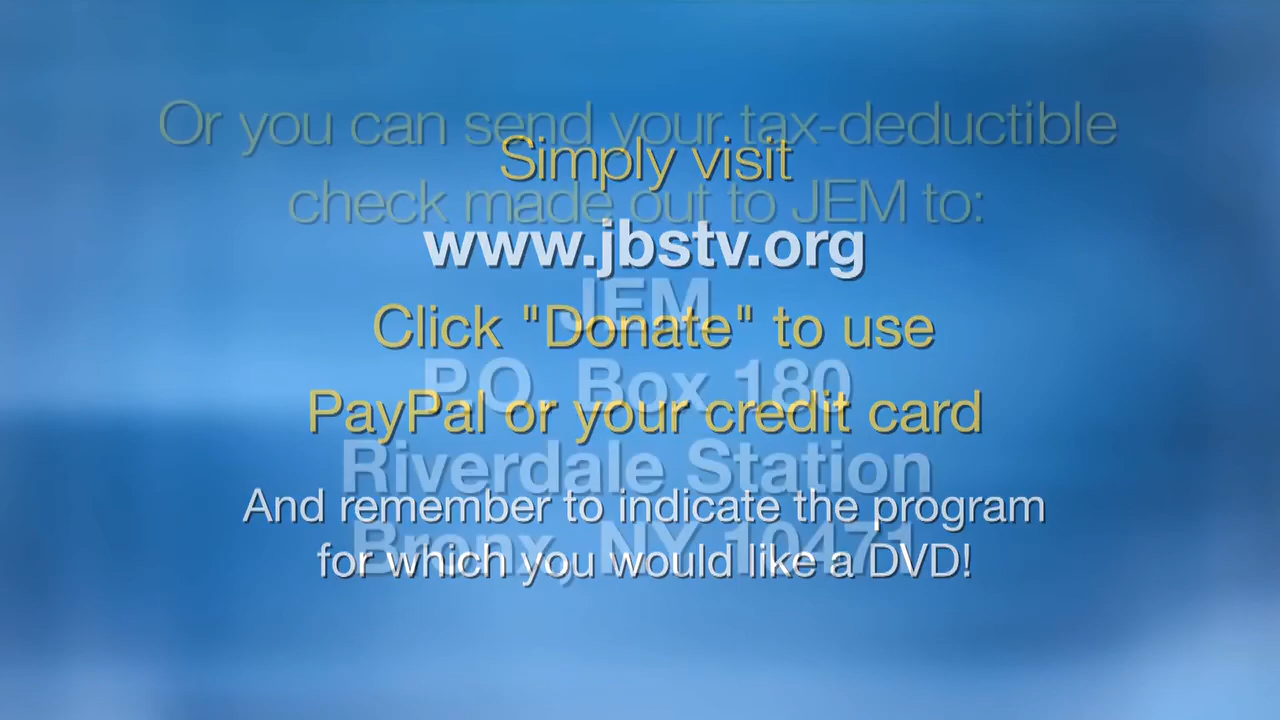 Or you can send your tax-deductible
check made out to JEM to:
JEM
P.O. Box 180
Riverdale Station
Bronx, NY 10471
Simply visit
www.jbstv.org
Click "Donate" to use
PayPal or your credit card
And remember to indicate the program
for which you would like a DVD!